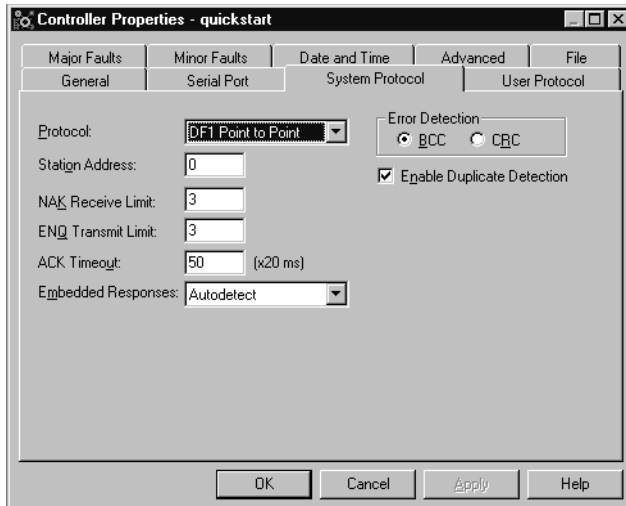 Controller Properties - quickstart
Major Faults Minor Faults Date and Time Advanced File
General Serial Port System Protocol User Protocol
Protocol: DF1 Point to Point
Error Detection
BCC CRC
Station Address: 0
Enable Duplicate Detection
NAK Receive Limit: 3
ENQ Transmit Limit: 3
ACK Timeout: 50 (x20 ms)
Embedded Responses: Autodetect
OK Cancel Apply Help